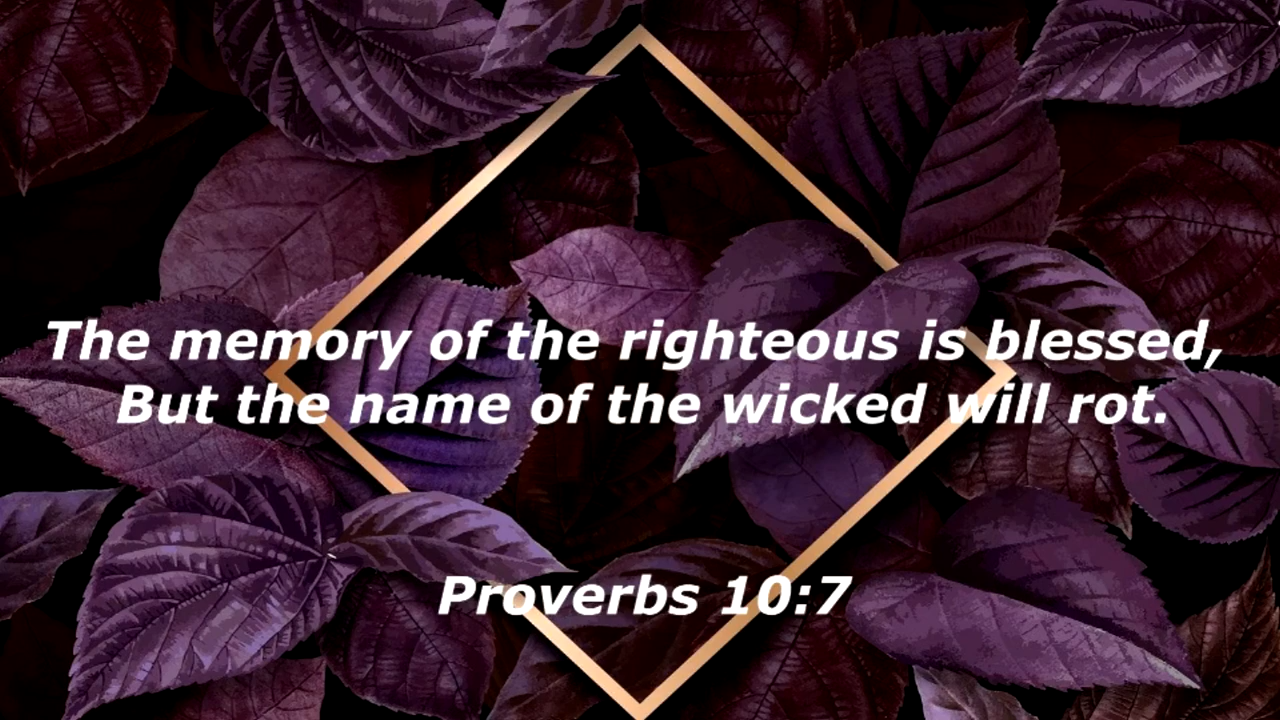 The memory of the righteous is blessed,
But the name of the wicked will rot.
Proverbs 10:7